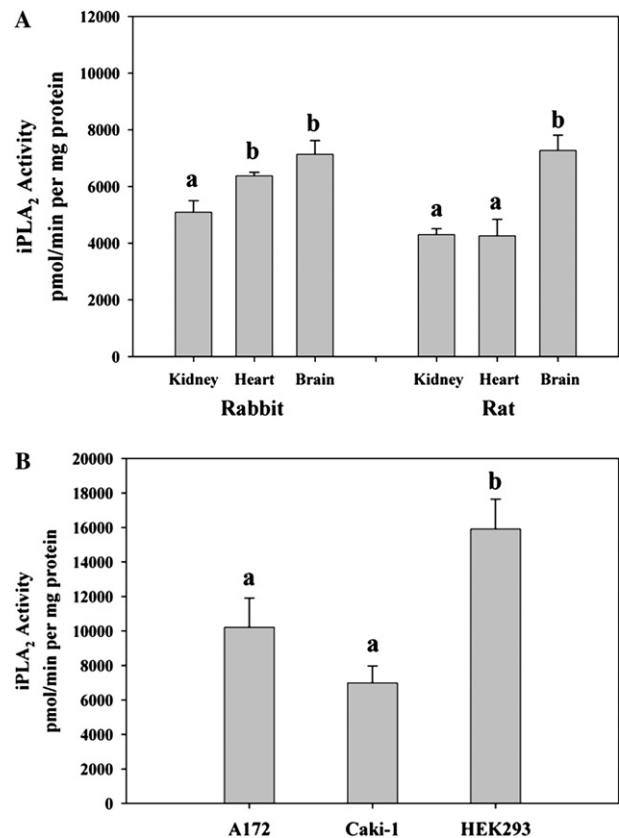 A
12000
10000
8000
6000
4000
2000
0
iPLA₂ Activity
pmol/min per mg protein
a
b
b
a
a
b
Kidney Heart Brain Kidney Heart Brain
Rabbit Rat
B
20000
18000
16000
14000
12000
10000
8000
6000
4000
2000
0
iPLA₂ Activity
pmol/min per mg protein
a
a
b
A172 Caki-1 HEK293